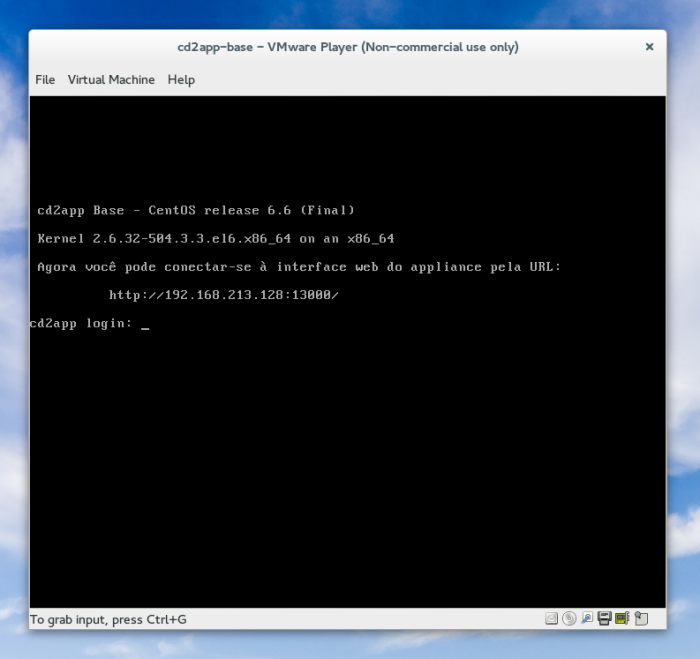 cd2app-base – VMware Player (Non-commercial use only)
File Virtual Machine Help
cd2app Base - CentOS release 6.6 (Final)
Kernel 2.6.32-504.3.3.el6.x86_64 on an x86_64
Agora você pode conectar-se à interface web do appliance pela URL:
http://192.168.213.128:13000/
cd2app login: _
To grab input, press Ctrl+G